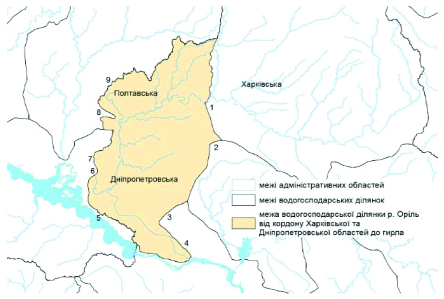 9
Полтавська
Харківська
8
1
2
7
6
Дніпропетровська
5
3
4
межі адміністративних областей
межі водогосподарських ділянок
межа водогосподарської ділянки р. Оріль
від кордону Харківської та
Дніпропетровської областей до гирла